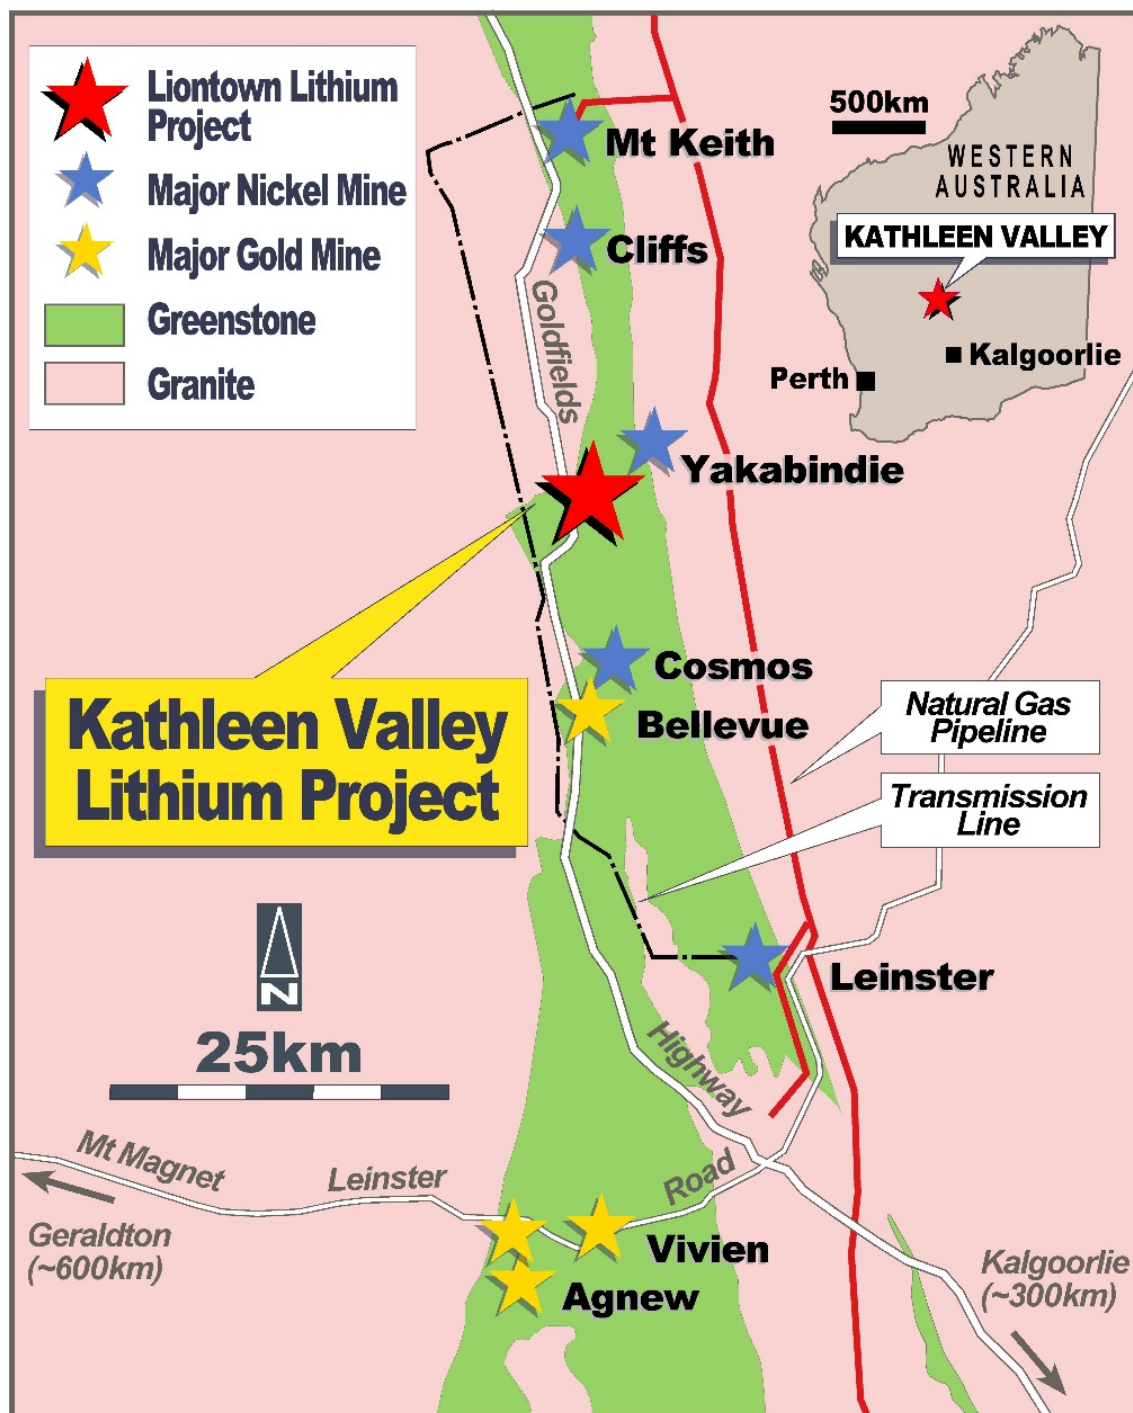 Liontown Lithium
Project
Major Nickel Mine
Major Gold Mine
Greenstone
Granite
500km
WESTERN
AUSTRALIA
KATHLEEN VALLEY
Kalgoorlie
Perth
Mt Keith
Cliffs
Goldfields
Yakabindie
Kathleen Valley
Lithium Project
Cosmos
Bellevue
Natural Gas
Pipeline
Transmission
Line
Leinster
N
25km
Highway
Mt Magnet
Leinster
Road
Geraldton
(~600km)
Vivien
Agnew
Kalgoorlie
(~300km)